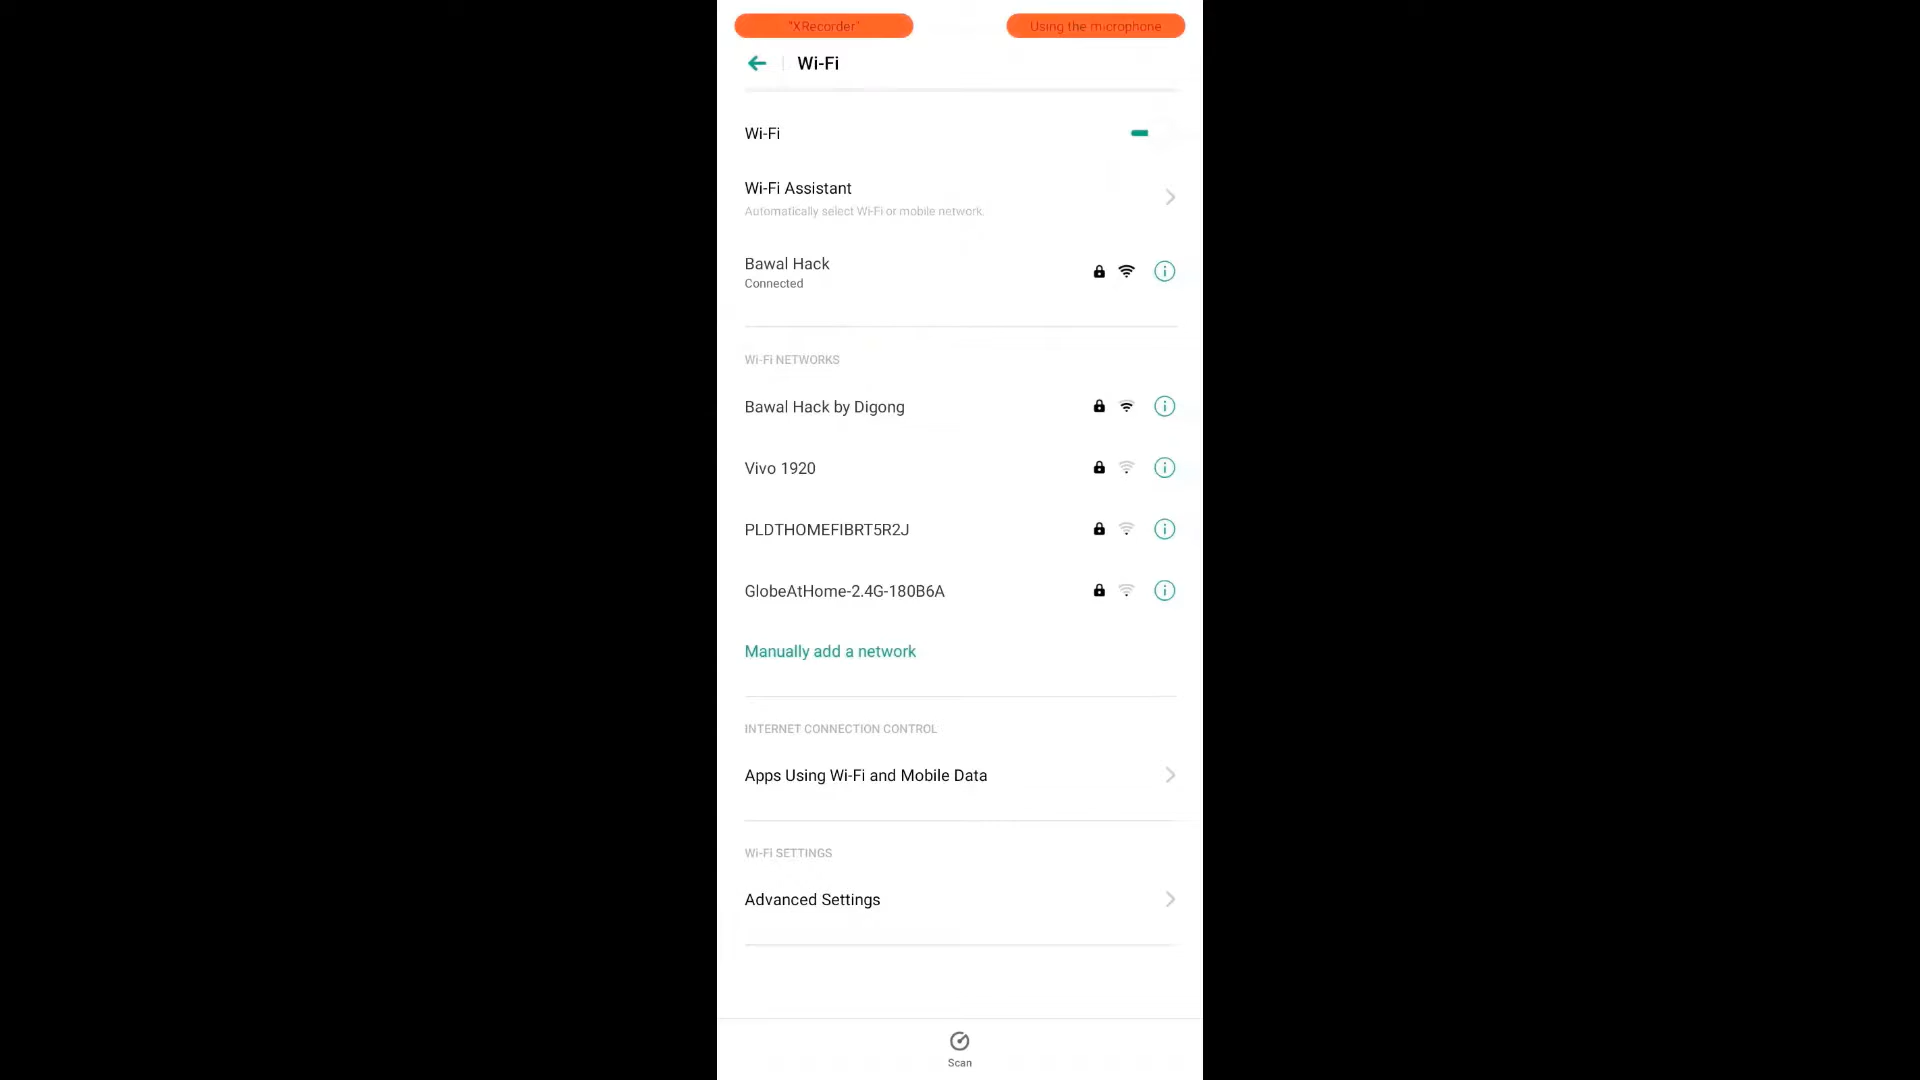 "XRecorder"
Using the microphone
Wi-Fi
Wi-Fi
Wi-Fi Assistant
Automatically select Wi-Fi or mobile network.
Bawal Hack
Connected
Wi-Fi NETWORKS
Bawal Hack by Digong
Vivo 1920
PLDTHOMEFIBRT5R2J
GlobeAtHome-2.4G-180B6A
Manually add a network
INTERNET CONNECTION CONTROL
Apps Using Wi-Fi and Mobile Data
Wi-Fi SETTINGS
Advanced Settings
Scan